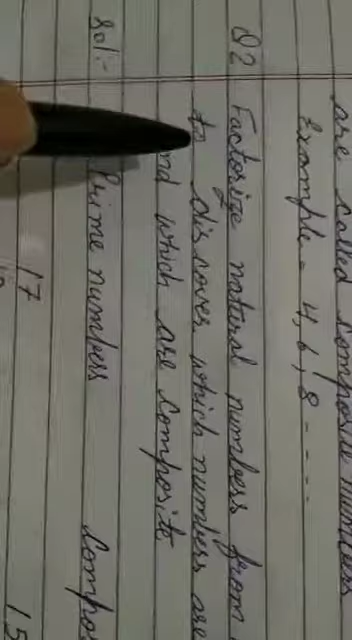 are called composite numbers
Example - 4, 6, 8 - - - -
Q2 Factorize natural numbers from
to discover which numbers are
and which are composite.
Sol:- Prime numbers Compos
17 15